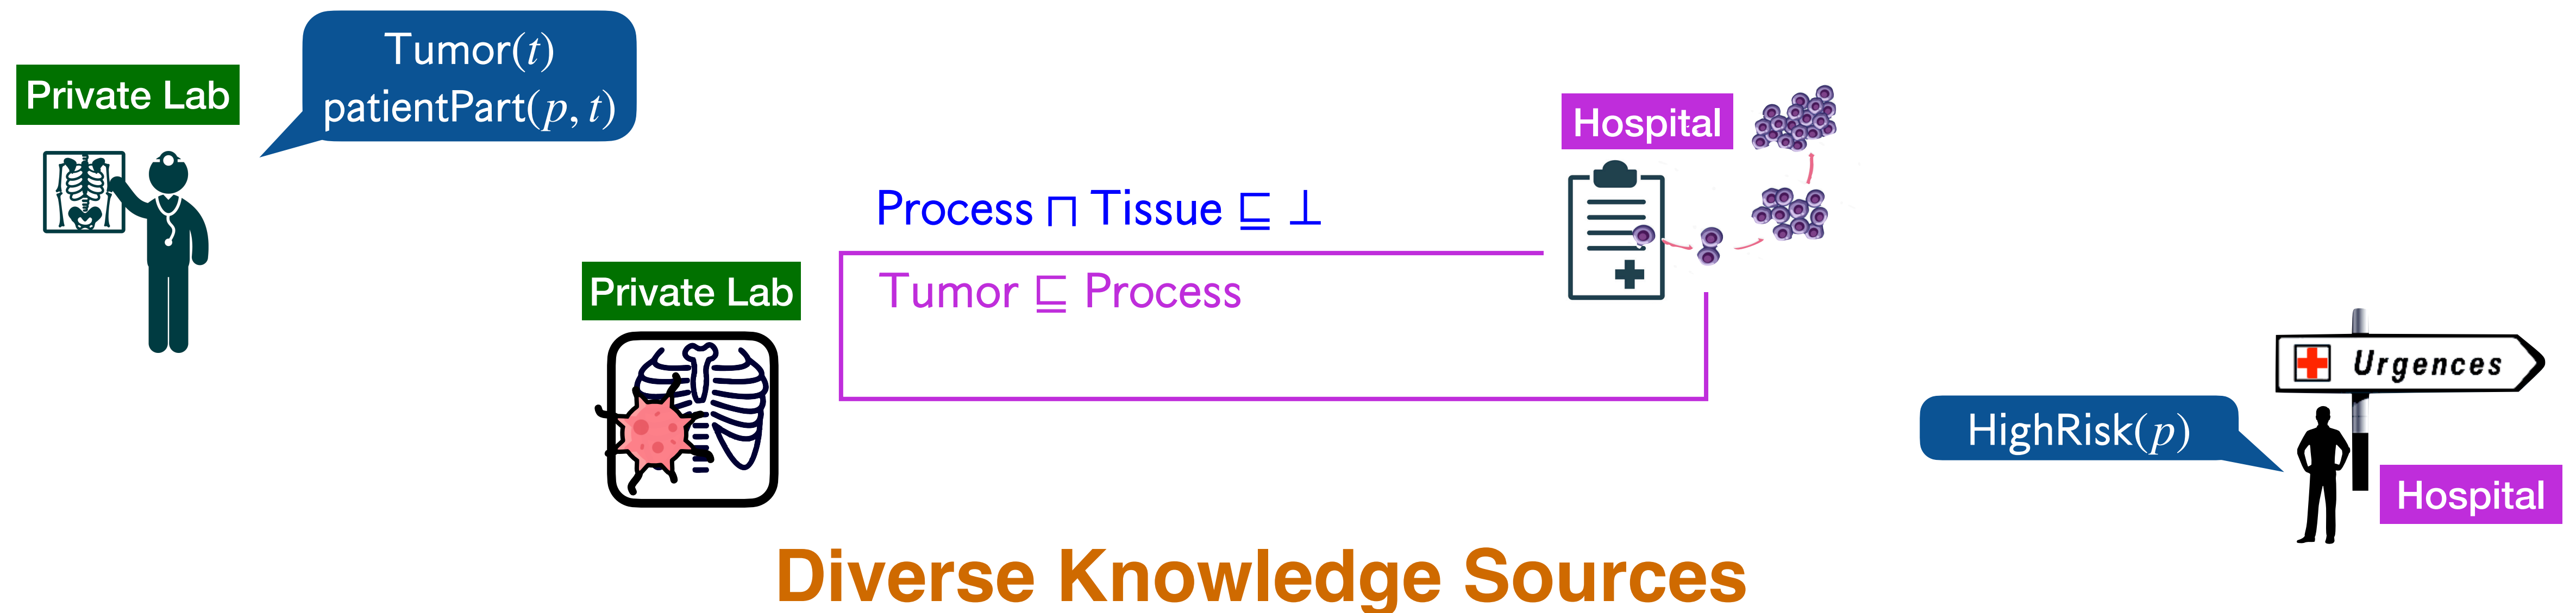 Private Lab
Tumor(t)
patientPart(p, t)
Process ⊓ Tissue ⊑ ⊥
Hospital
Private Lab
Tumor ⊑ Process
Urgences
HighRisk(p)
Hospital
Diverse Knowledge Sources